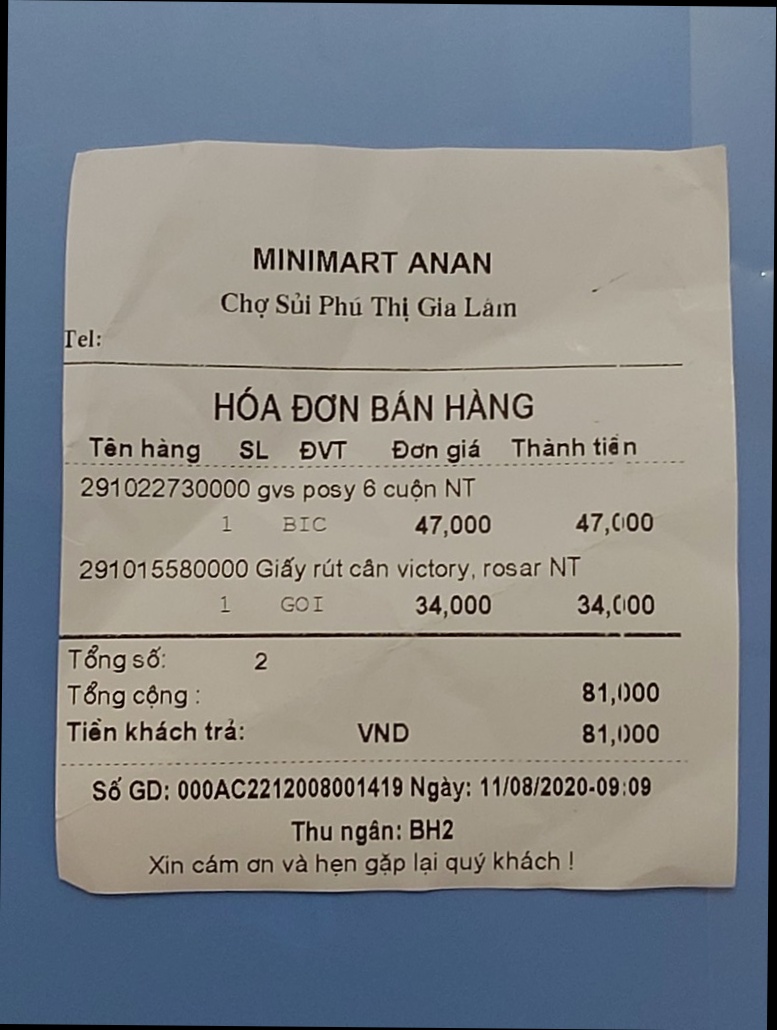 MINIMART ANAN
Chợ Sủi Phú Thị Gia Lâm
Tel:
HÓA ĐƠN BÁN HÀNG
Tên hàng SL ĐVT Đơn giá Thành tiền
291022730000 gvs posy 6 cuộn NT
1 BIC 47,000 47,000
291015580000 Giấy rút cân victory, rosar NT
1 GOI 34,000 34,000
Tổng số: 2
Tổng cộng : 81,000
Tiền khách trả: VND 81,000
Số GD: 000AC2212008001419 Ngày: 11/08/2020-09:09
Thu ngân: BH2
Xin cám ơn và hẹn gặp lại quý khách !